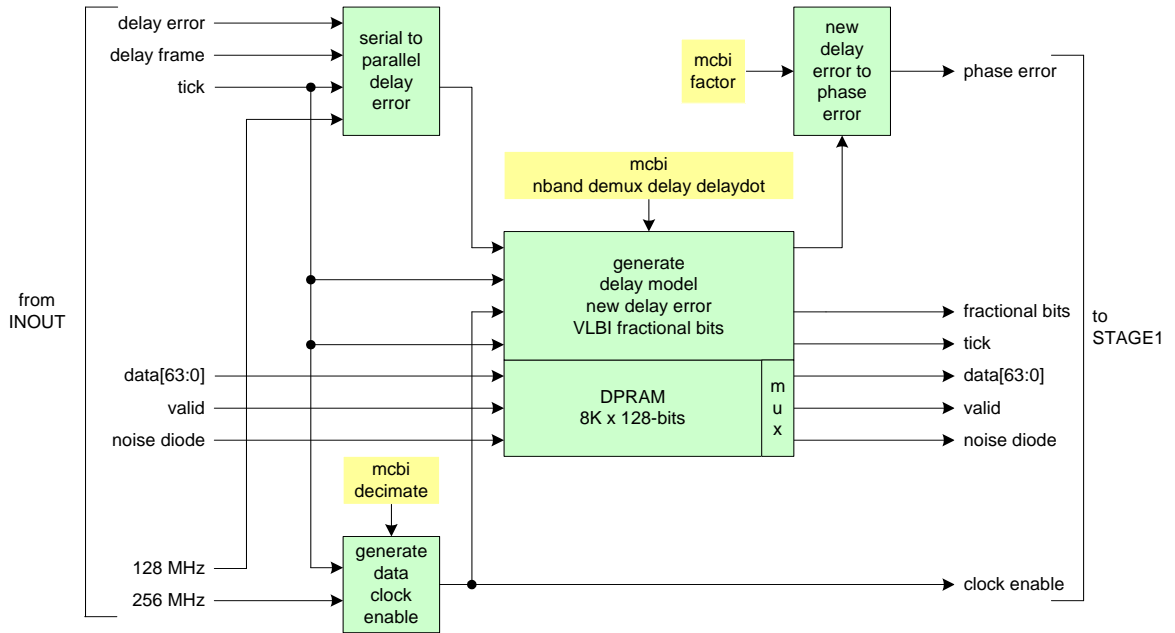 delay error
delay frame
tick
serial to
parallel
delay
error
mcbi
factor
new
delay
error to
phase
error
phase error
mcbi
nband demux delay delaydot
from
INOUT
generate
delay model
new delay error
VLBI fractional bits
fractional bits
tick
to
STAGE1
data[63:0]
valid
noise diode
DPRAM
8K x 128-bits
m
u
x
data[63:0]
valid
noise diode
mcbi
decimate
128 MHz
256 MHz
generate
data
clock
enable
clock enable